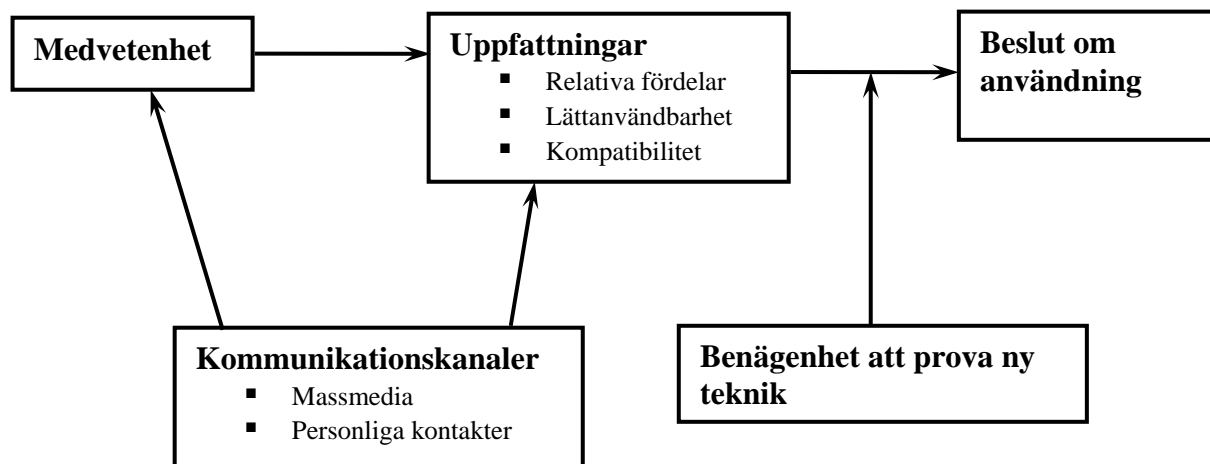 Medvetenhet
Uppfattningar
▪ Relativa fördelar
▪ Lättanvändbarhet
▪ Kompatibilitet
Beslut om
användning
Kommunikationskanaler
▪ Massmedia
▪ Personliga kontakter
Benägenhet att prova ny
teknik